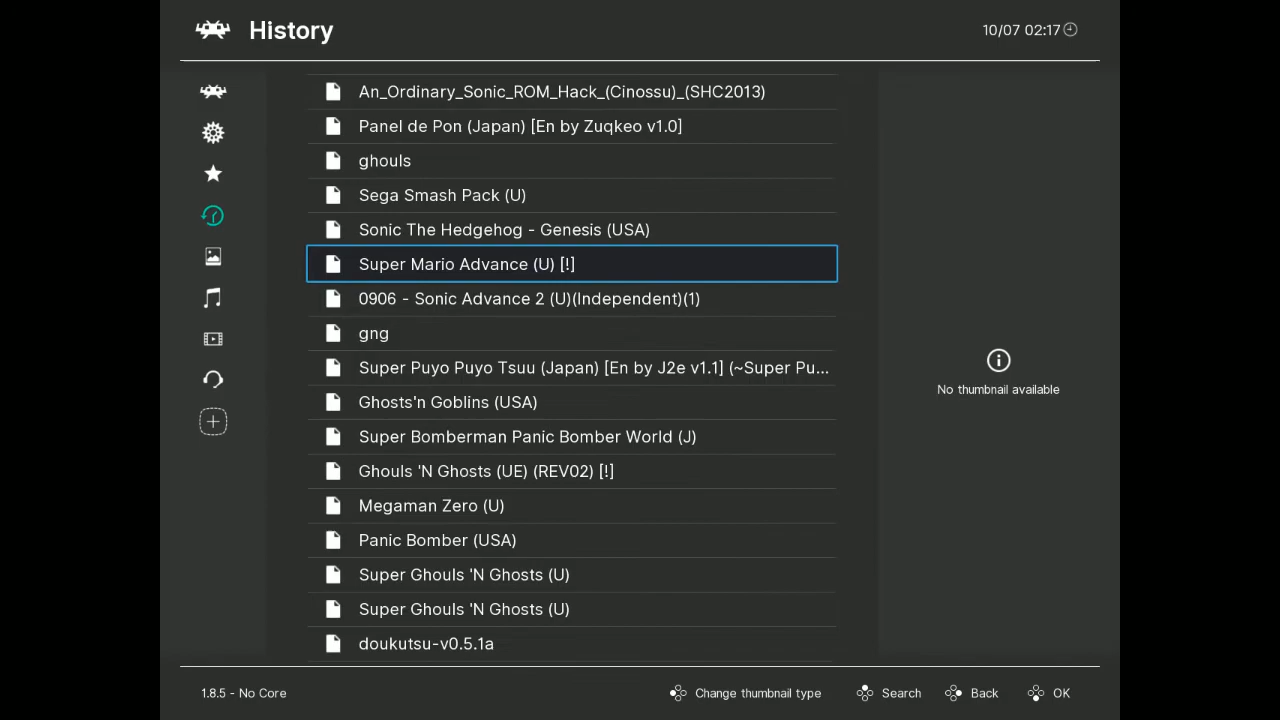 History
10/07 02:17
An_Ordinary_Sonic_ROM_Hack_(Cinossu)_(SHC2013)
Panel de Pon (Japan) [En by Zuqkeo v1.0]
ghouls
Sega Smash Pack (U)
Sonic The Hedgehog - Genesis (USA)
Super Mario Advance (U) [!]
0906 - Sonic Advance 2 (U)(Independent)(1)
gng
Super Puyo Puyo Tsuu (Japan) [En by J2e v1.1] (~Super Pu...
Ghosts'n Goblins (USA)
Super Bomberman Panic Bomber World (J)
Ghouls 'N Ghosts (UE) (REV02) [!]
Megaman Zero (U)
Panic Bomber (USA)
Super Ghouls 'N Ghosts (U)
Super Ghouls 'N Ghosts (U)
doukutsu-v0.5.1a
No thumbnail available
1.8.5 - No Core
Change thumbnail type
Search
Back
OK